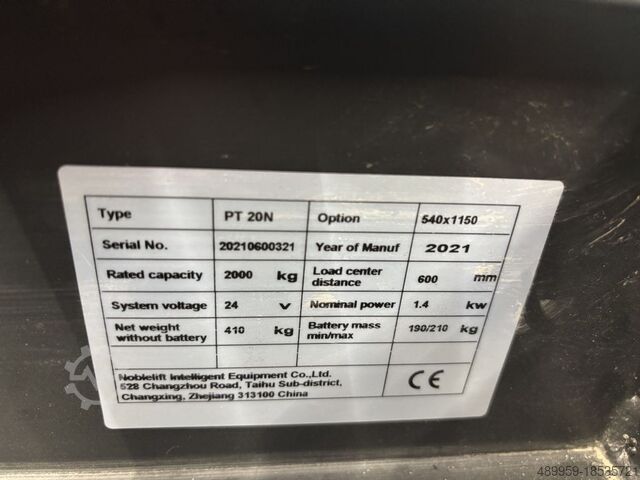 Type PT 20N Option 540x1150
Serial No. 20210600321 Year of Manuf 2021
Rated capacity 2000 kg Load center distance 600 mm
System voltage 24 v Nominal power 1.4 kw
Net weight without battery 410 kg Battery mass min/max 190/210 kg
Noblelift Intelligent Equipment Co.,Ltd.
528 Changzhou Road, Taihu Sub-district,
Changxing, Zhejiang 313100 China
CE
489959-18535721